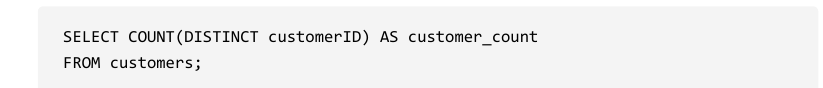 SELECT COUNT(DISTINCT customerID) AS customer_count
FROM customers;